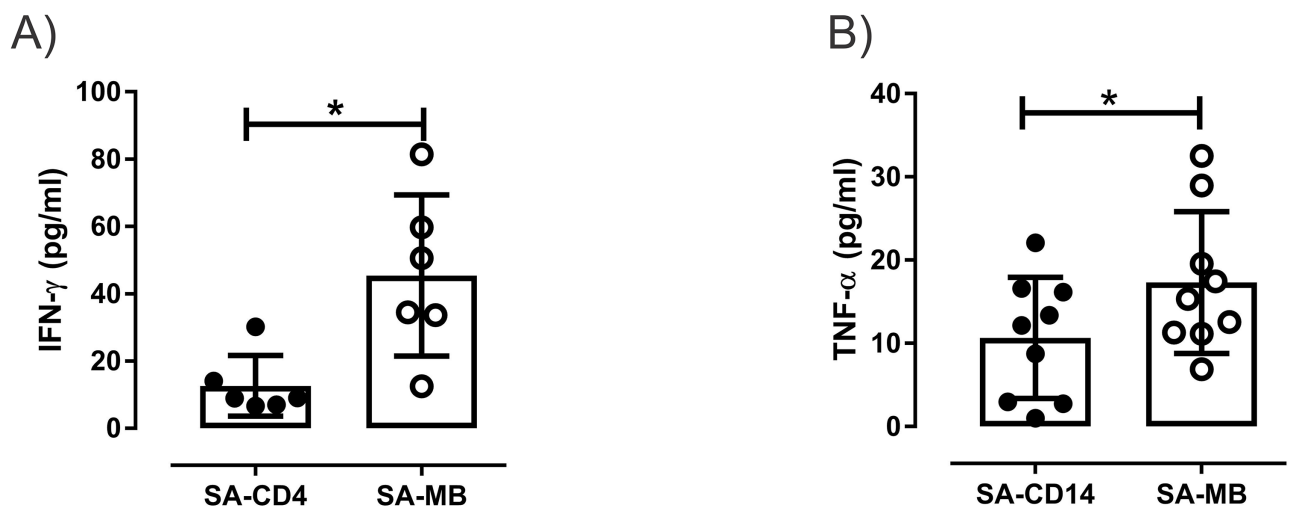 A)
B)
*
*
IFN-γ (pg/ml)
100
80
60
40
20
0
SA-CD4
SA-MB
TNF-α (pg/ml)
40
30
20
10
0
SA-CD14
SA-MB